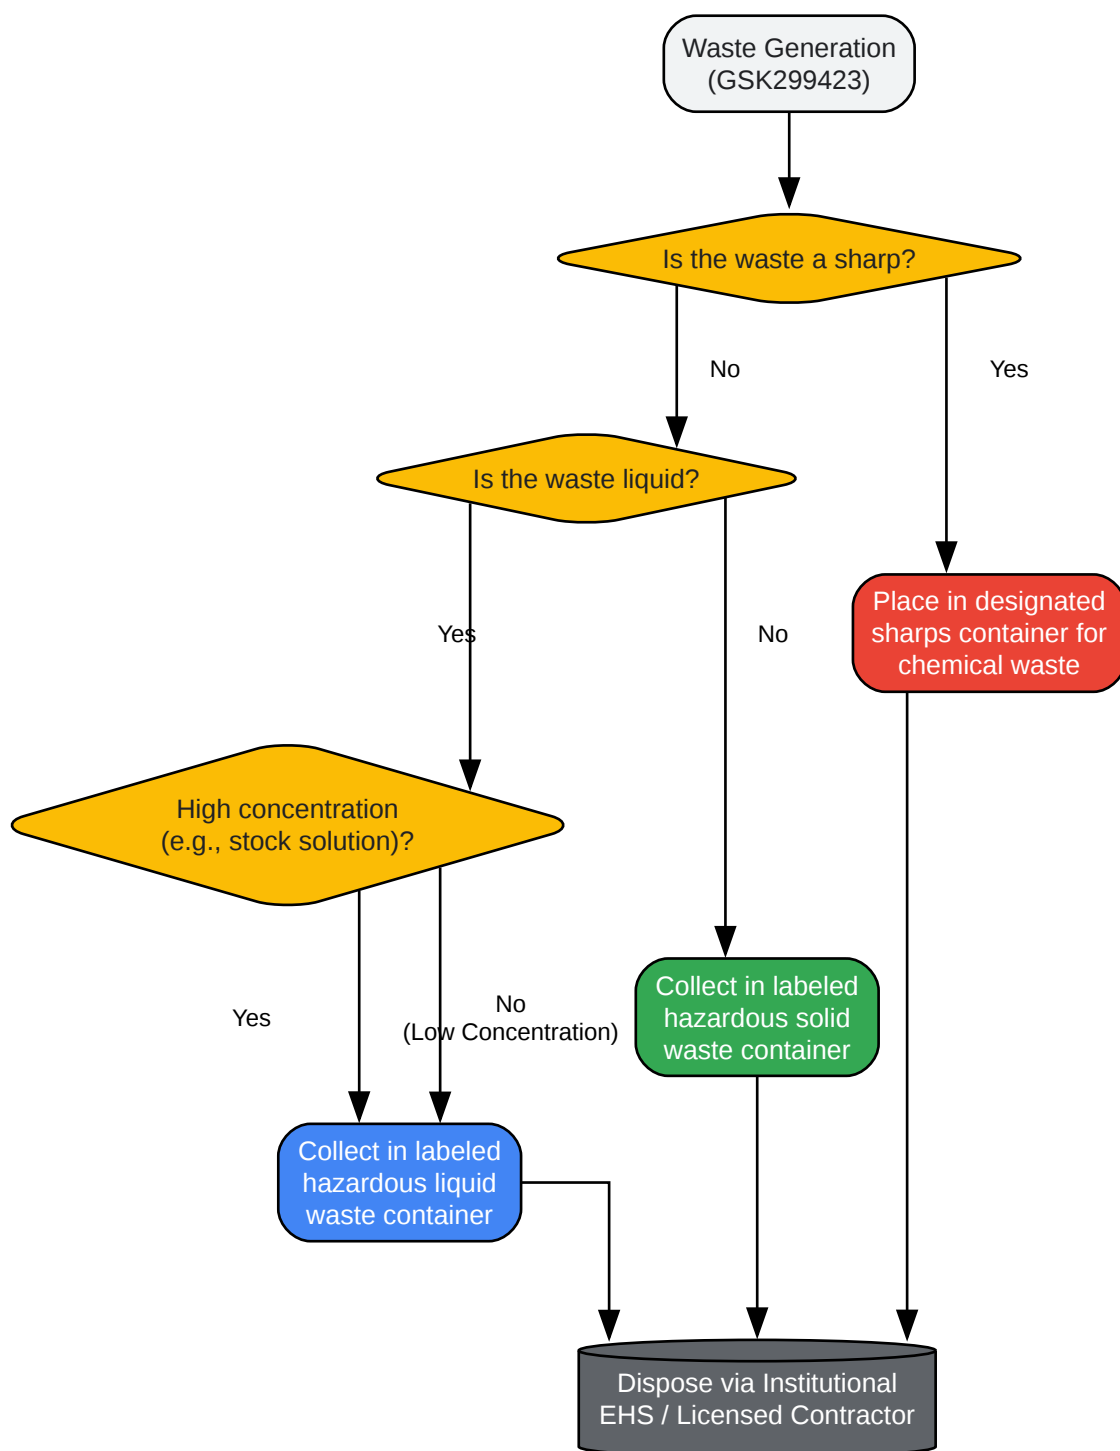 Waste Generation
(GSK299423)
Is the waste a sharp?
No
Yes
Is the waste liquid?
Yes
No
Place in designated
sharps container for
chemical waste
High concentration
(e.g., stock solution)?
Yes
No
(Low Concentration)
Collect in labeled
hazardous solid
waste container
Collect in labeled
hazardous liquid
waste container
Dispose via Institutional
EHS / Licensed Contractor